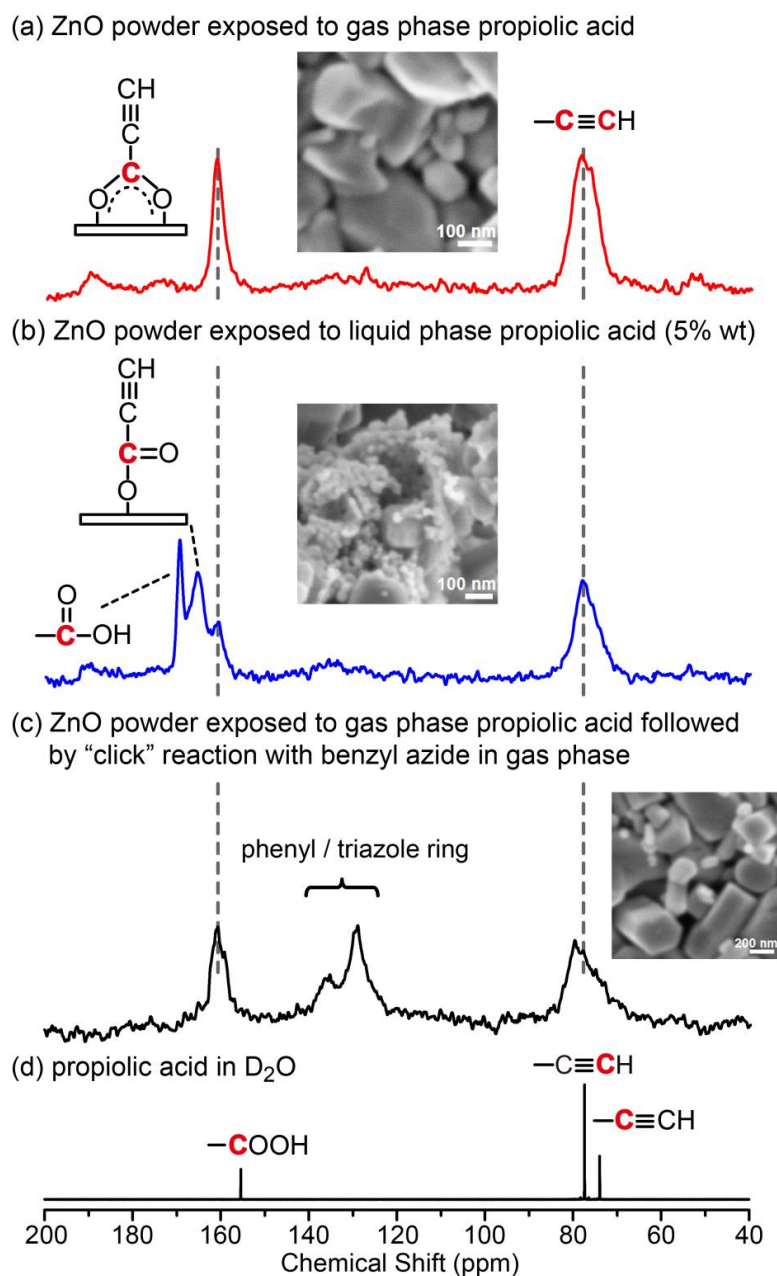 (a) ZnO powder exposed to gas phase propiolic acid
CH
C
C
O O
—C≡CH
100 nm
(b) ZnO powder exposed to liquid phase propiolic acid (5% wt)
CH
C
C=O
O
O
—C—OH
100 nm
(c) ZnO powder exposed to gas phase propiolic acid followed
by “click” reaction with benzyl azide in gas phase
phenyl / triazole ring
200 nm
(d) propiolic acid in D₂O
—C≡CH
—C≡CH
—COOH
200 180 160 140 120 100 80 60 40
Chemical Shift (ppm)